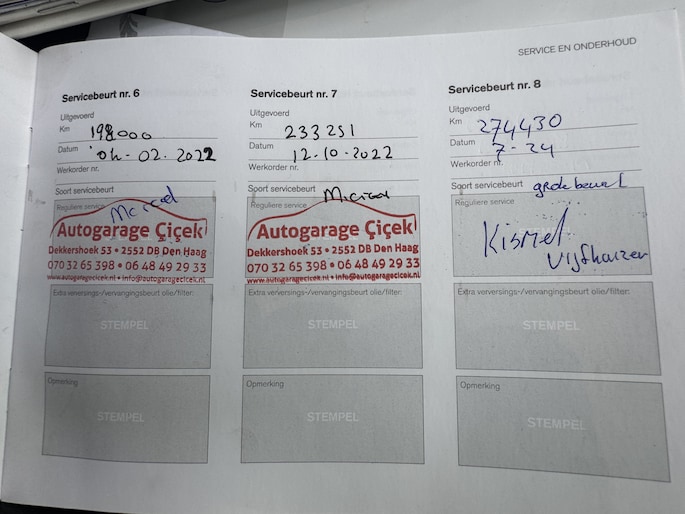 SERVICE EN ONDERHOUD
Servicebeurt nr. 6
Uitgevoerd
Km 198000
Datum 04-02.2022
Werkorder nr.
Soort servicebeurt
Reguliere service
Autogarage Çiçek
Dekkershoek 53 • 2552 DB Den Haag
070 32 65 398 • 06 48 49 29 33
www.autogaragecicek.nl • info@autogaragecicek.nl
Extra verversings-/vervangingsbeurt olie/filter:
STEMPEL
Opmerking
STEMPEL
Servicebeurt nr. 7
Uitgevoerd
Km 233251
Datum 12-10-2022
Werkorder nr.
Soort servicebeurt
Reguliere service
Autogarage Çiçek
Dekkershoek 53 • 2552 DB Den Haag
070 32 65 398 • 06 48 49 29 33
www.autogaragecicek.nl • info@autogaragecicek.nl
Extra verversings-/vervangingsbeurt olie/filter:
STEMPEL
Opmerking
STEMPEL
Servicebeurt nr. 8
Uitgevoerd
Km 274430
Datum 7-24
Werkorder nr.
Soort servicebeurt
Reguliere service
Kismet
Vijfhuizen
Extra verversings-/vervangingsbeurt olie/filter:
STEMPEL
Opmerking
STEMPEL